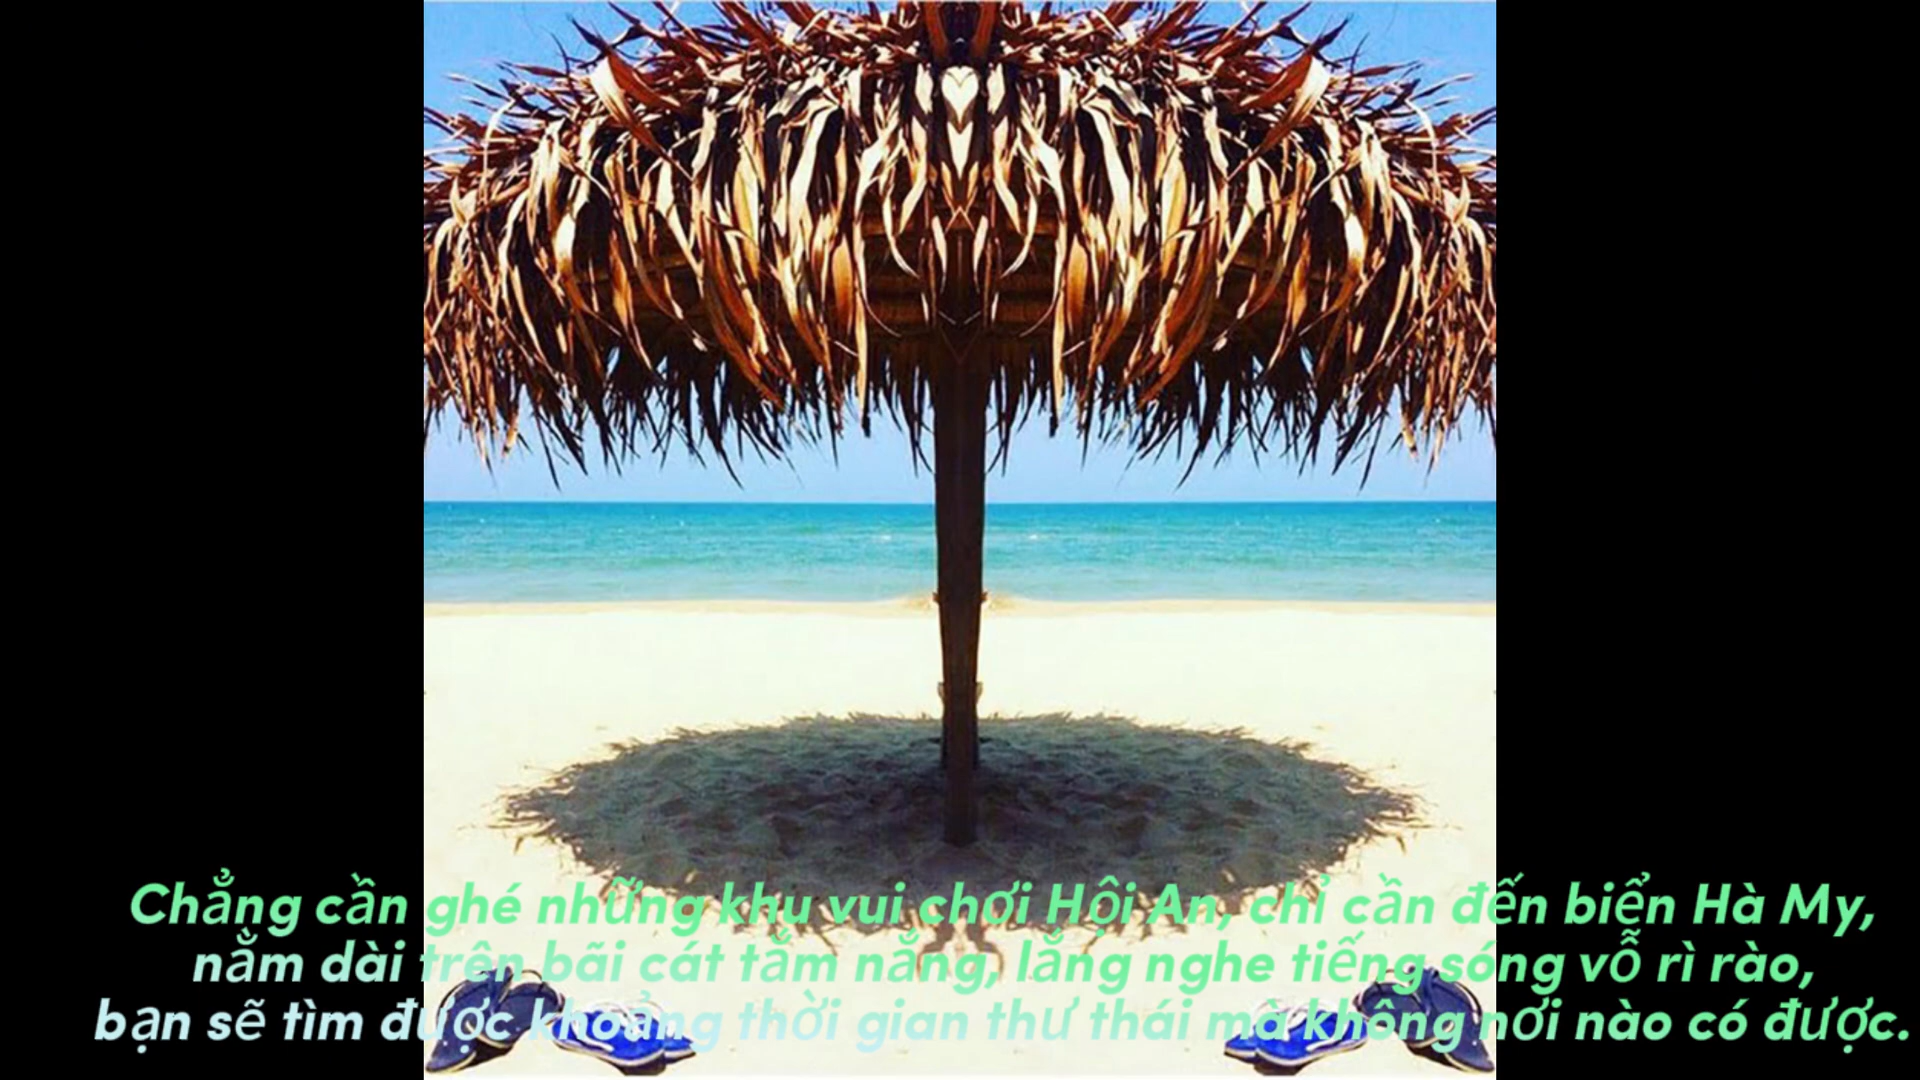 Chẳng cần ghé những khu vui chơi Hội An, chỉ cần đến biển Hà My,
nằm dài trên bãi cát tắm nắng, lắng nghe tiếng sóng vỗ rì rào,
bạn sẽ tìm được khoảng thời gian thư thái mà không nơi nào có được.